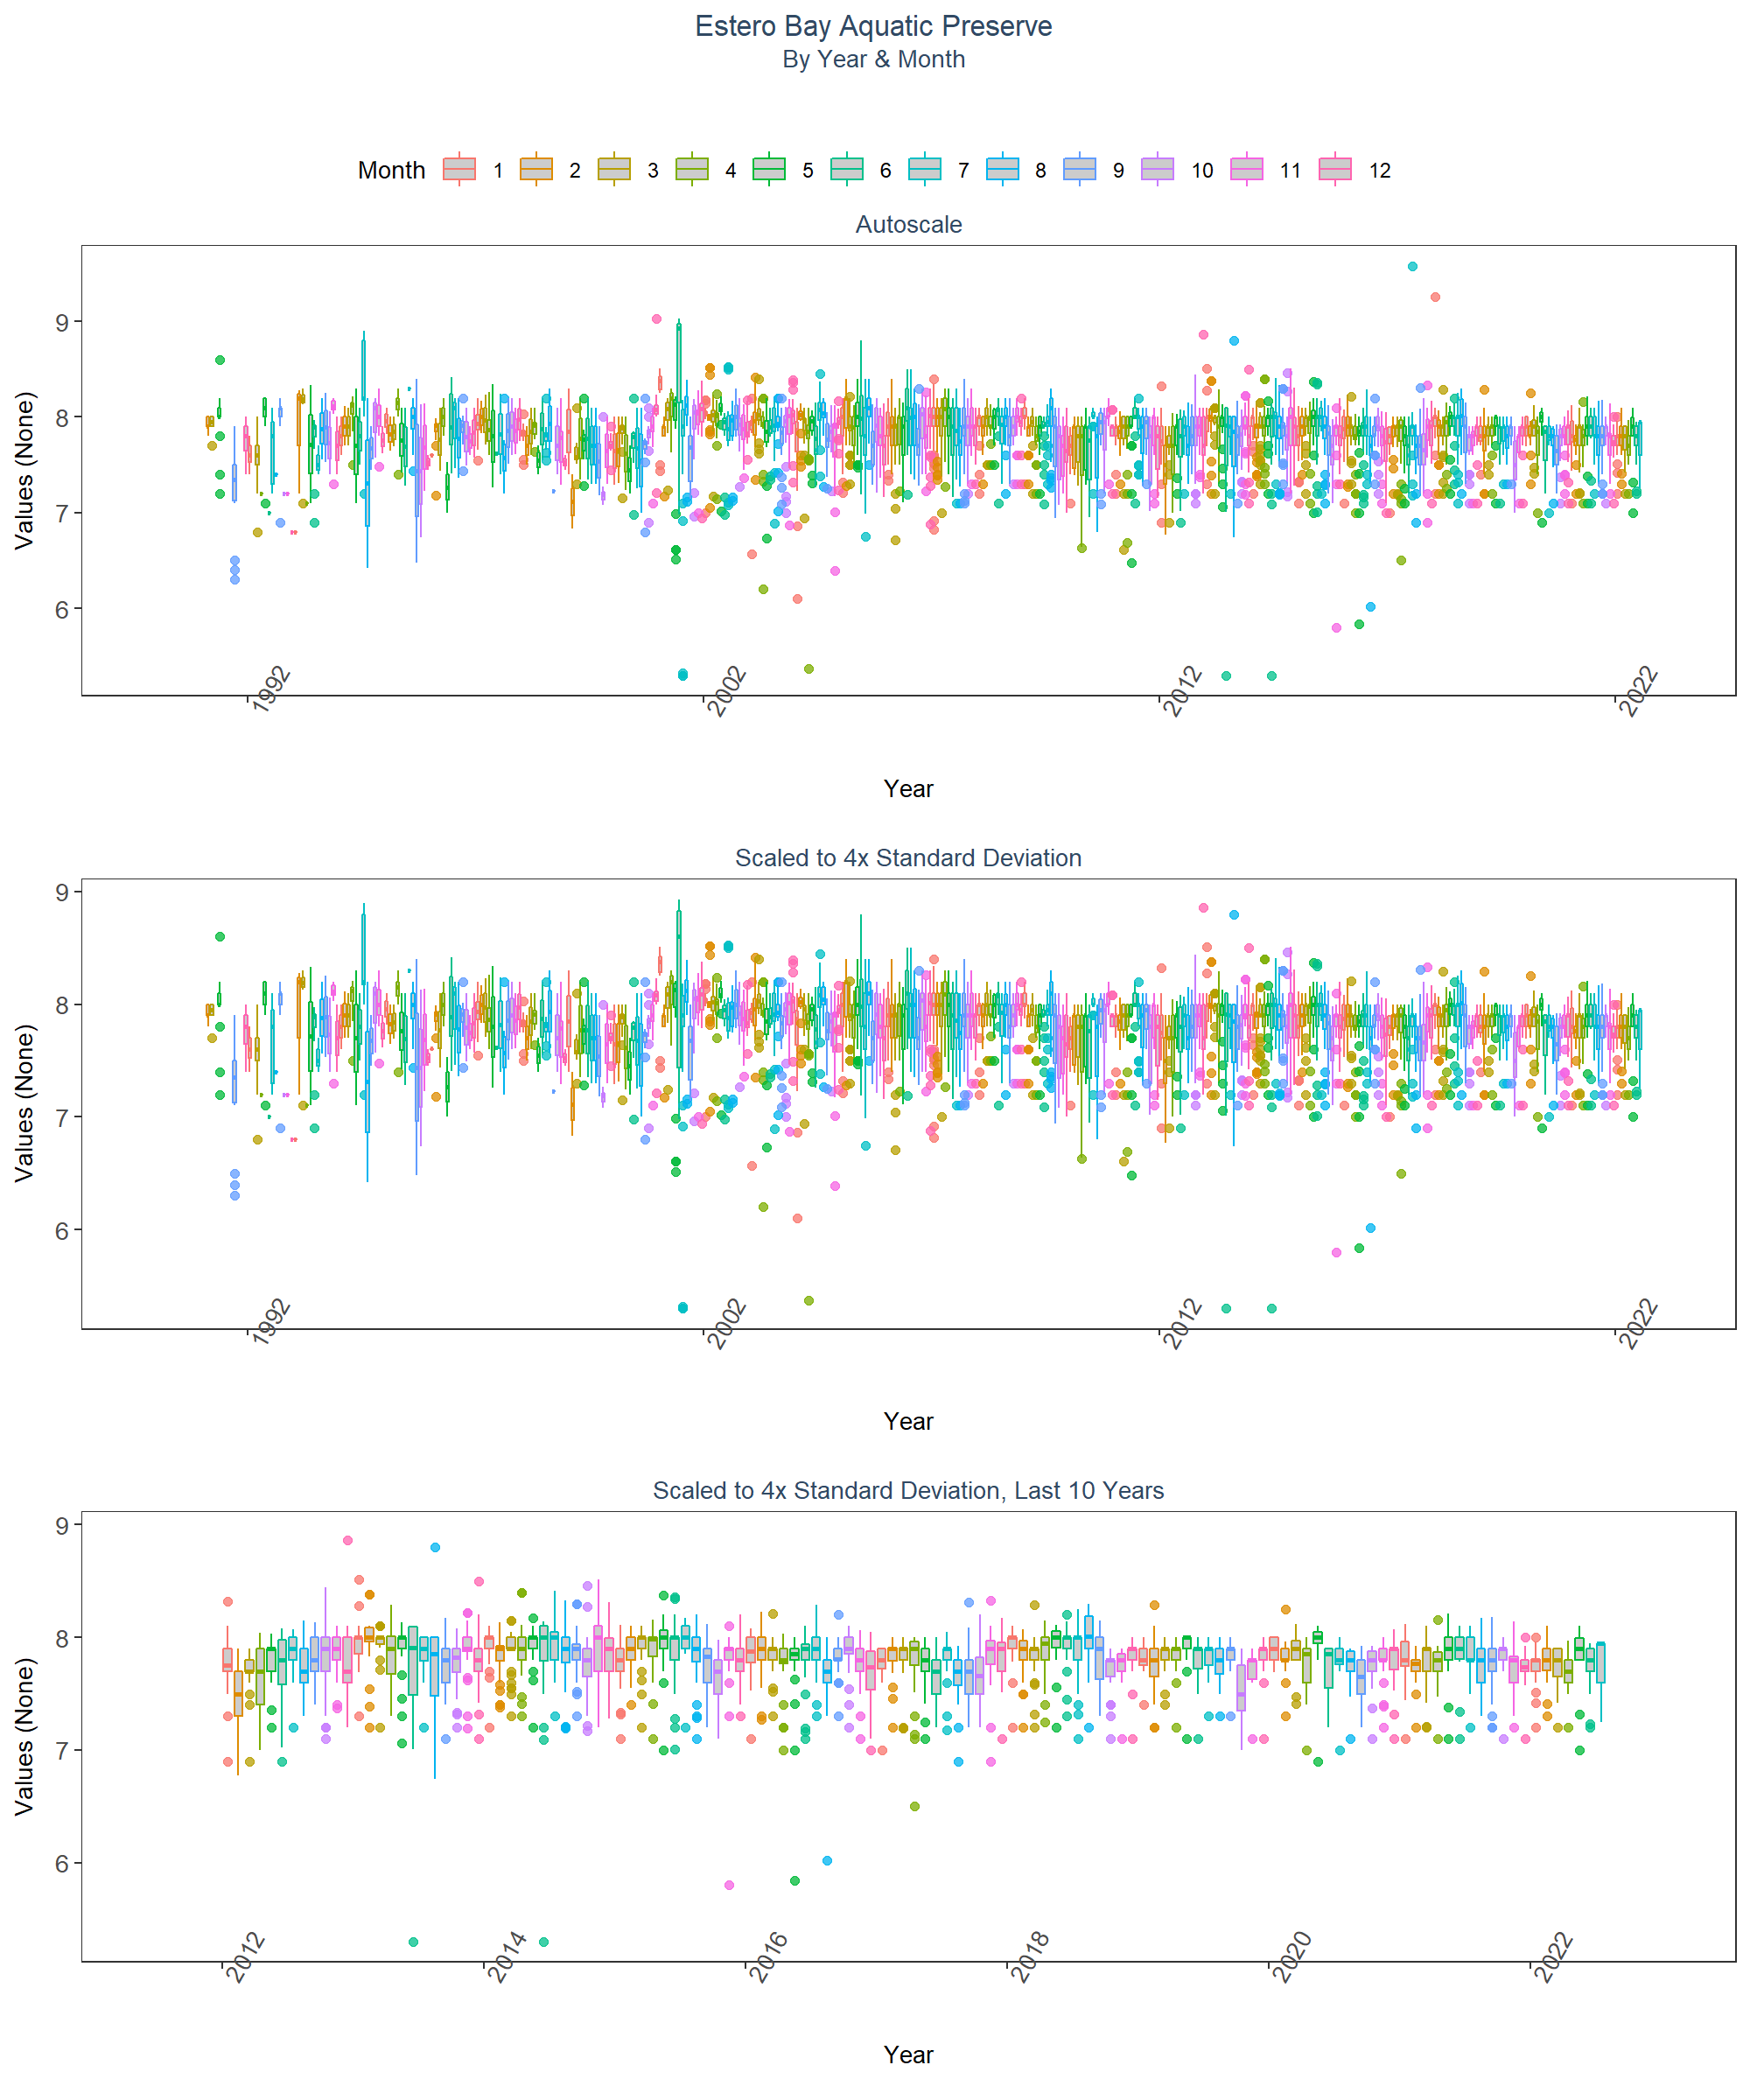 Estero Bay Aquatic Preserve
By Year & Month
Month 1 2 3 4 5 6 7 8 9 10 11 12
Autoscale
Values (None)
9
8
7
6
1992 2002 2012 2022
Year
Scaled to 4x Standard Deviation
Values (None)
9
8
7
6
1992 2002 2012 2022
Year
Scaled to 4x Standard Deviation, Last 10 Years
Values (None)
9
8
7
6
2012 2014 2016 2018 2020 2022
Year